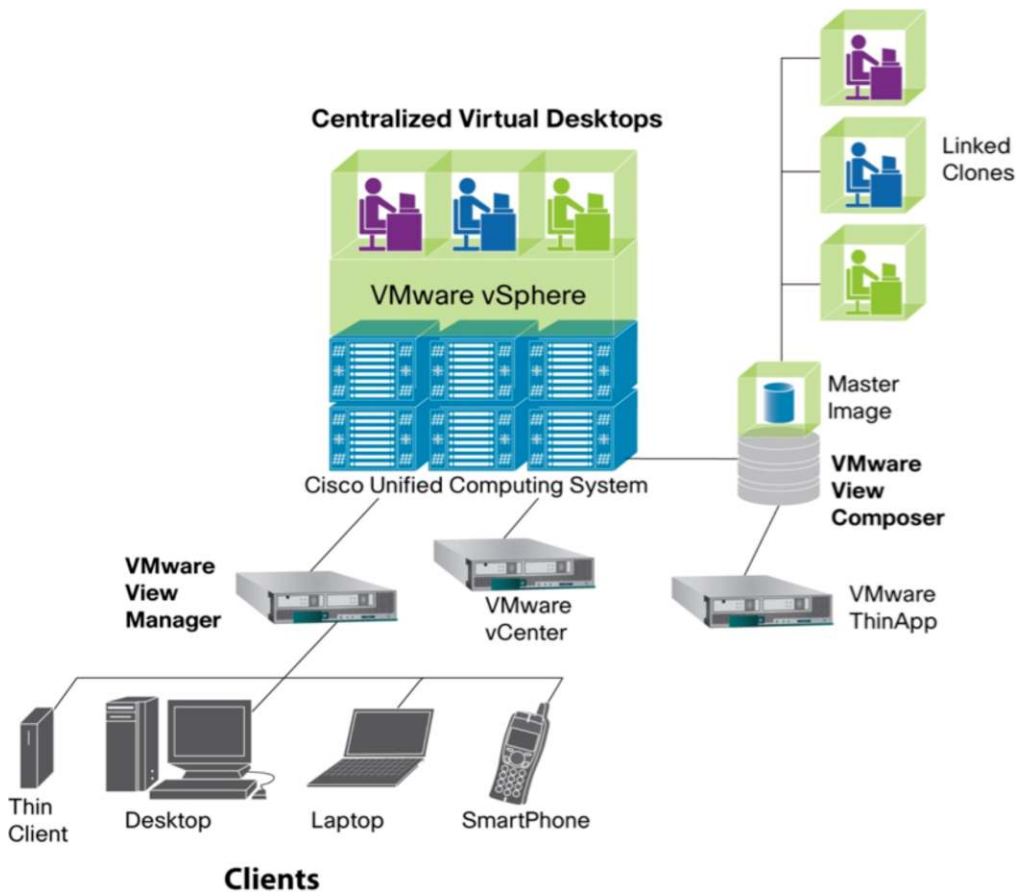 Centralized Virtual Desktops
Linked
Clones
VMware vSphere
Master
Image
VMware
View
Composer
Cisco Unified Computing System
VMware
View
Manager
VMware
vCenter
VMware
ThinApp
Thin
Client
Desktop
Laptop
SmartPhone
Clients